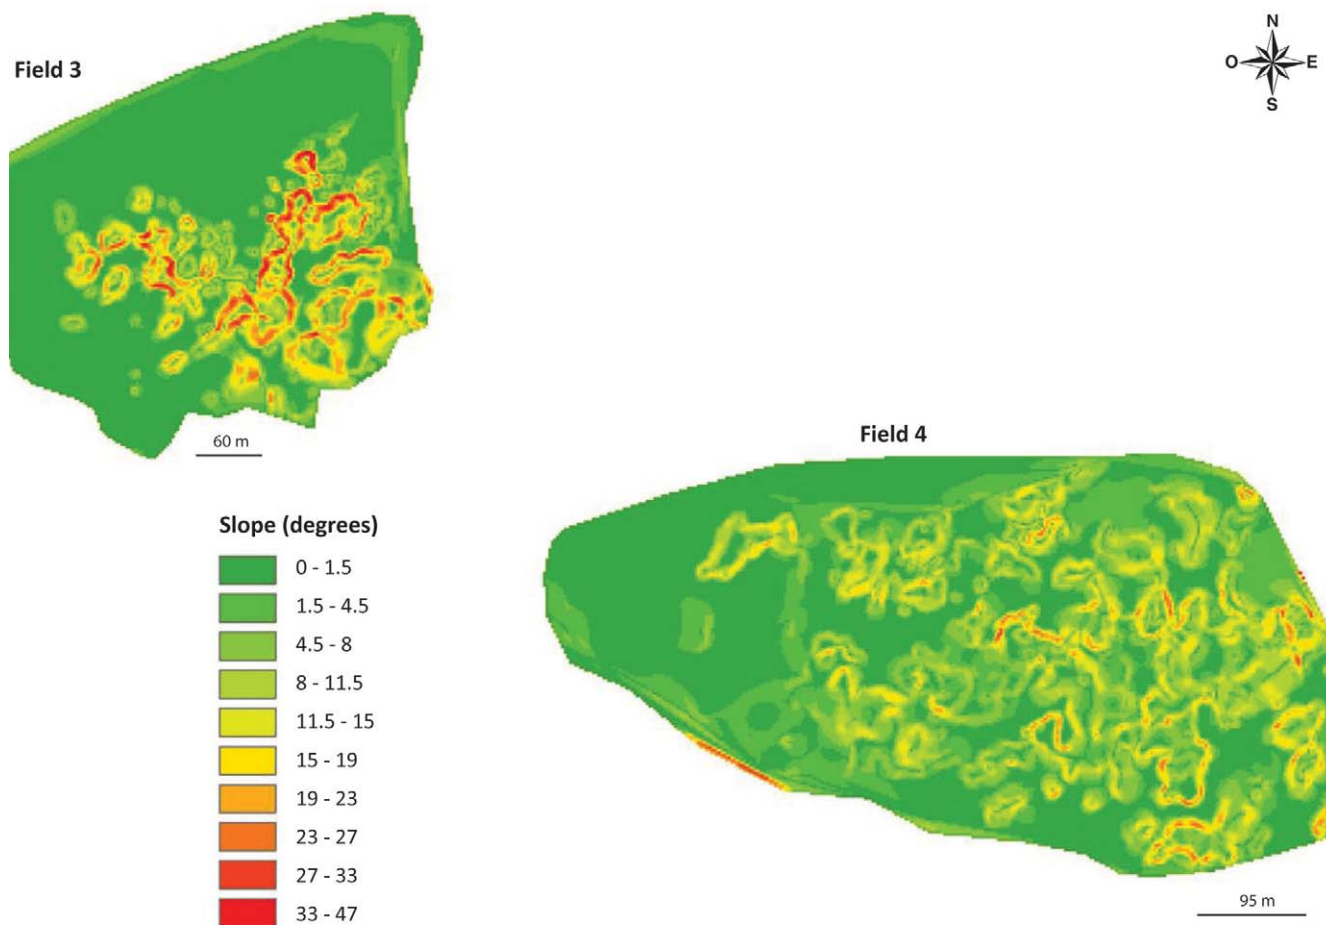 N
Field 3
O E
S
60 m
Field 4
Slope (degrees)
0 - 1.5
1.5 - 4.5
4.5 - 8
8 - 11.5
11.5 - 15
15 - 19
19 - 23
23 - 27
27 - 33
33 - 47
95 m